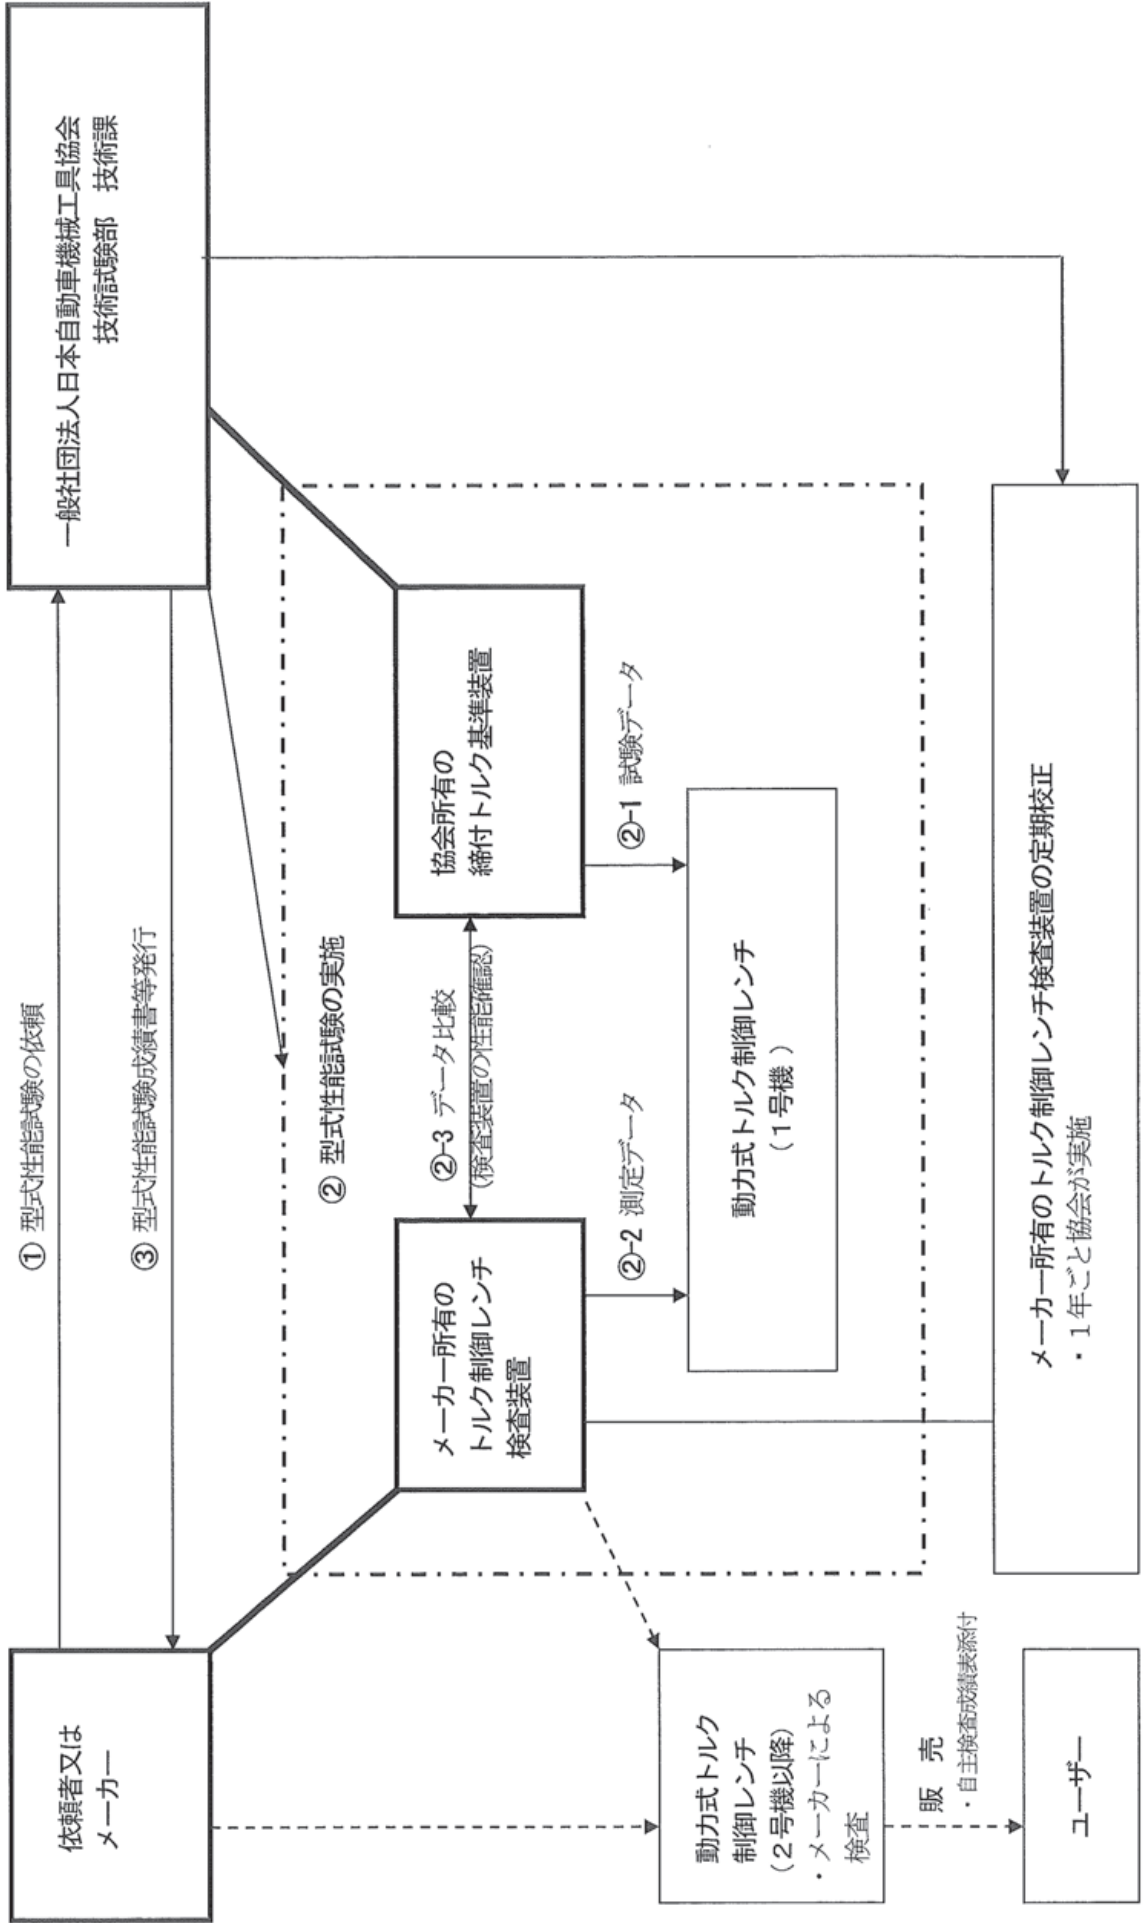 依頼者又は
メーカー
① 型式性能試験の依頼
③ 型式性能試験成績書等発行
一般社団法人日本自動車機械工具協会
技術試験部 技術課
② 型式性能試験の実施
メーカー所有の
トルク制御レンチ
検査装置
②-3 データ比較
(検査装置の性能確認)
協会所有の
締付トルク基準装置
②-2 測定データ
②-1 試験データ
動力式トルク制御レンチ
(1号機)
動力式トルク
制御レンチ
(2号機以降)
・メーカーによる
検査
販 売
・自主検査成績表添付
ユーザー
メーカー所有のトルク制御レンチ検査装置の定期校正
・1年ごと協会が実施